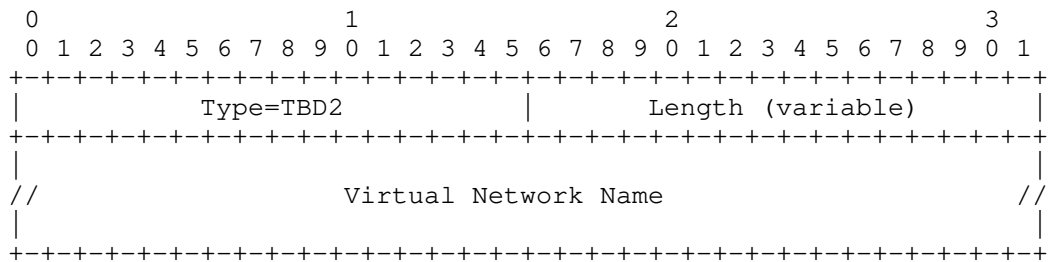 0                   1                   2                   3
 0 1 2 3 4 5 6 7 8 9 0 1 2 3 4 5 6 7 8 9 0 1 2 3 4 5 6 7 8 9 0 1
+-+-+-+-+-+-+-+-+-+-+-+-+-+-+-+-+-+-+-+-+-+-+-+-+-+-+-+-+-+-+-+-+
|           Type=TBD2           |       Length (variable)       |
+-+-+-+-+-+-+-+-+-+-+-+-+-+-+-+-+-+-+-+-+-+-+-+-+-+-+-+-+-+-+-+-+
|                                                               |
//                   Virtual Network Name                      //
|                                                               |
+-+-+-+-+-+-+-+-+-+-+-+-+-+-+-+-+-+-+-+-+-+-+-+-+-+-+-+-+-+-+-+-+